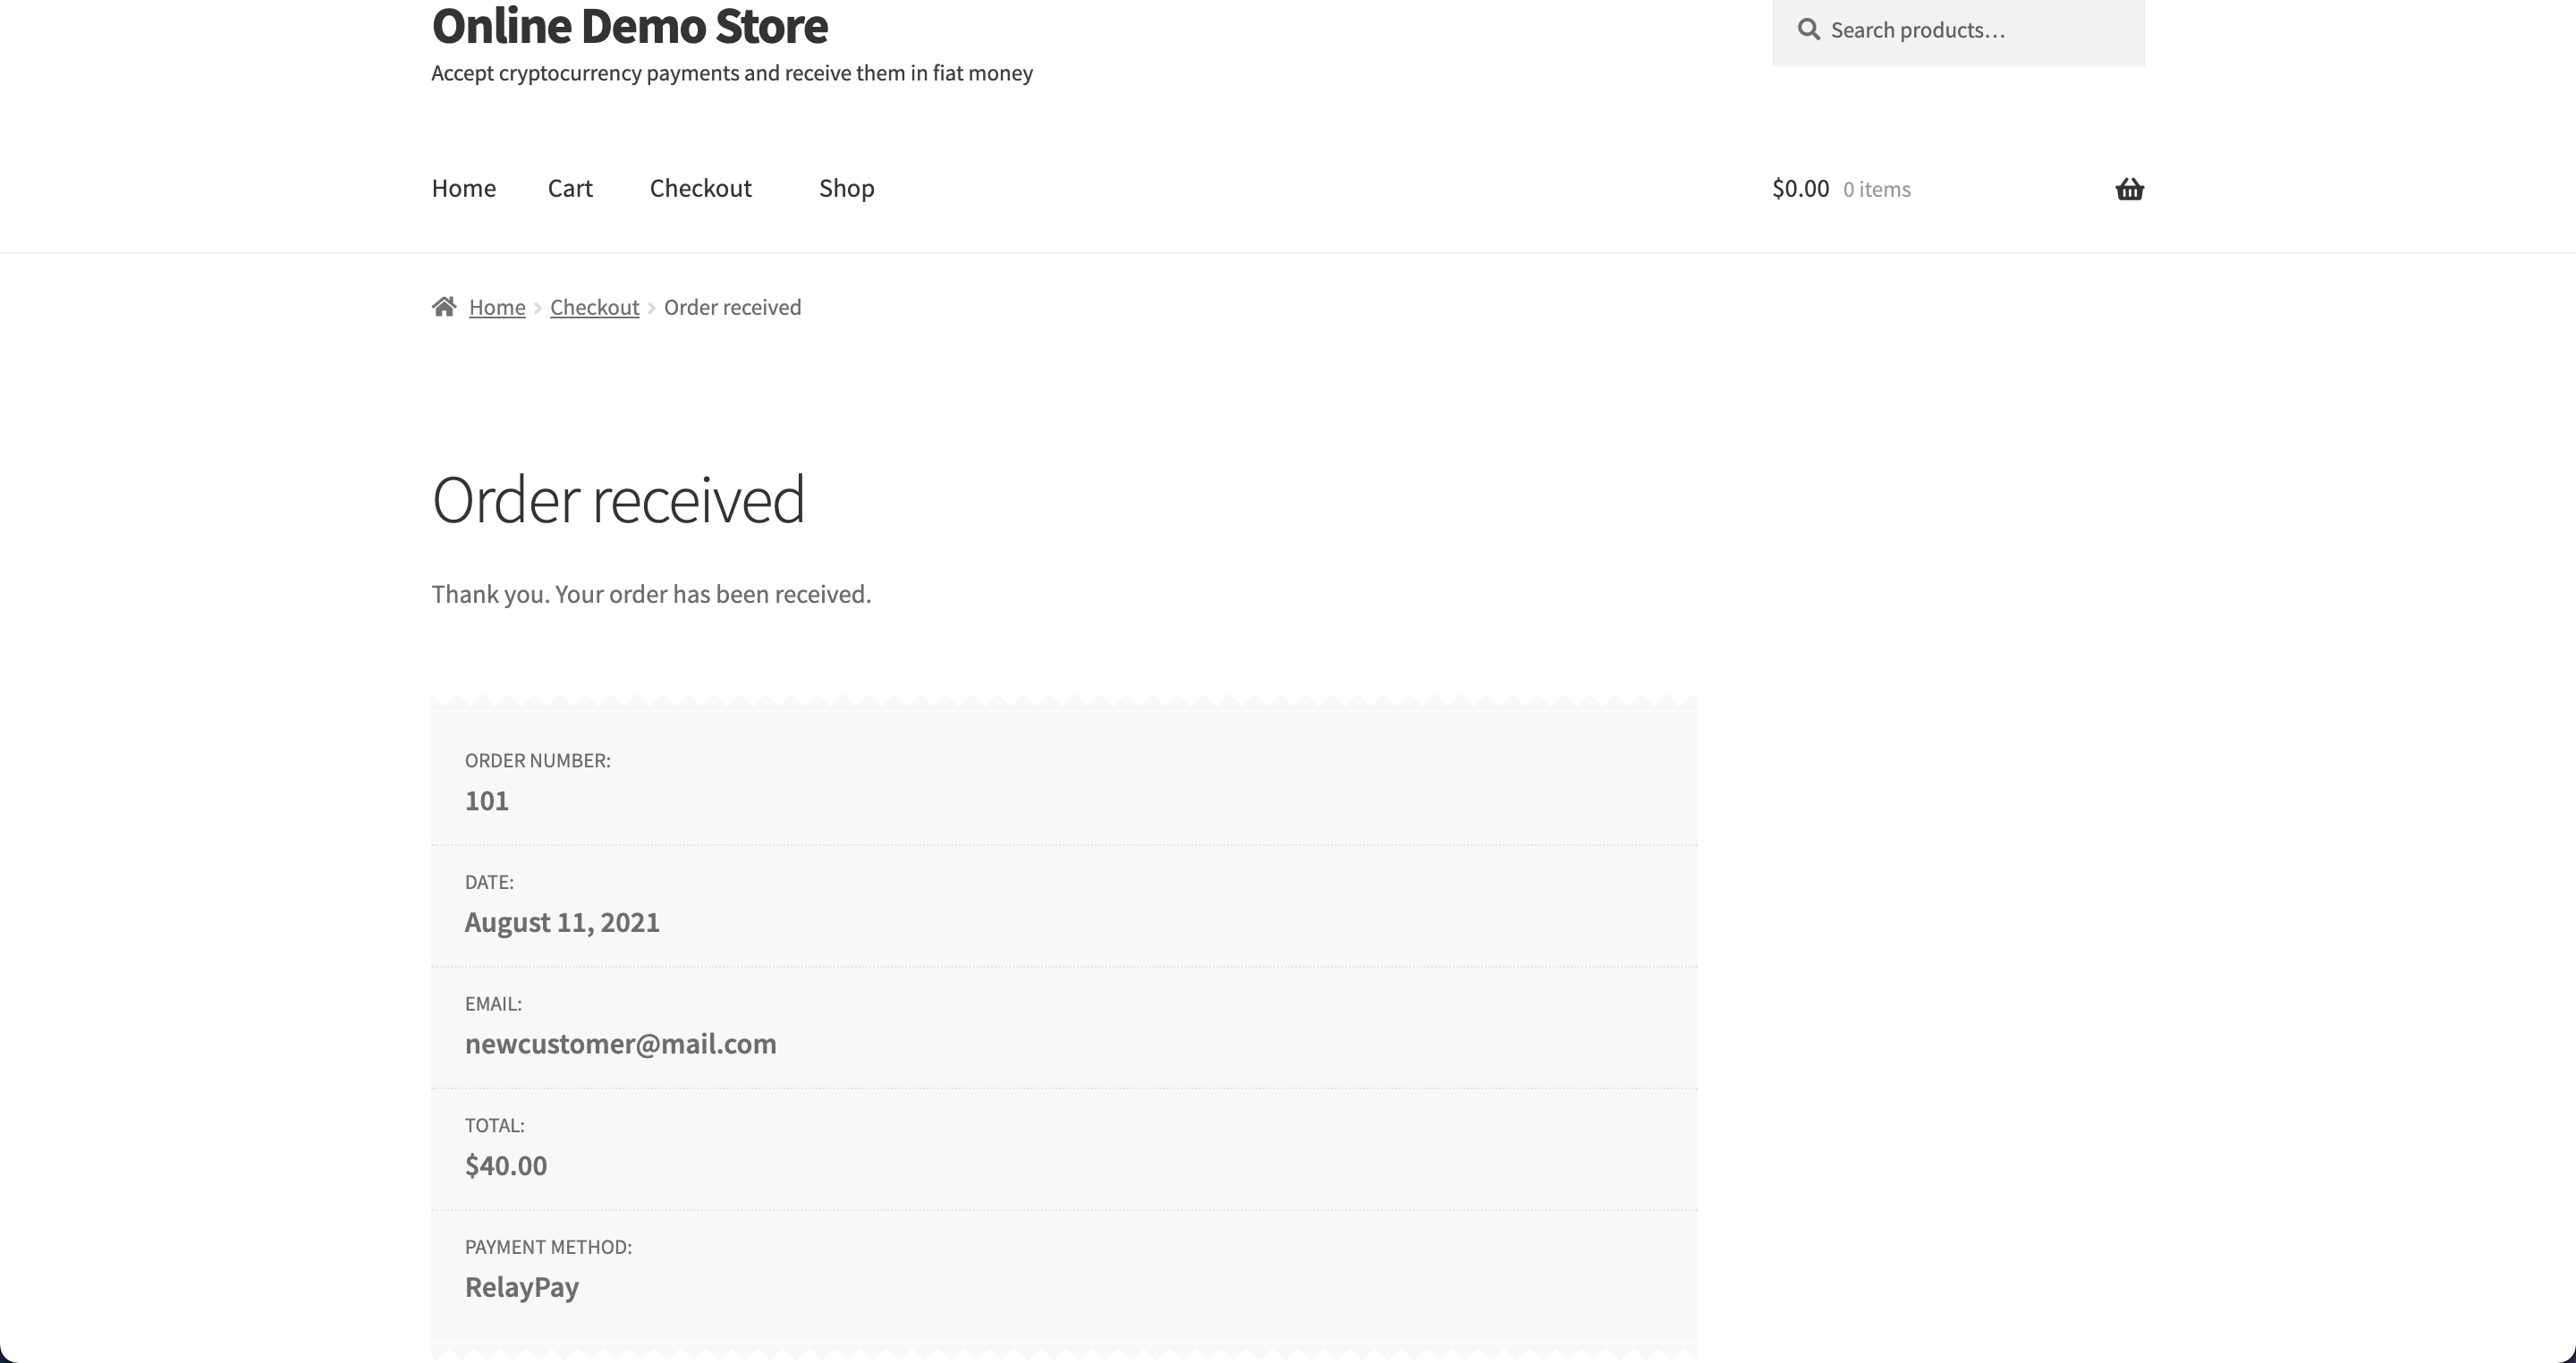 Online Demo Store
Search products…
Accept cryptocurrency payments and receive them in fiat money
Home Cart Checkout Shop
$0.00 0 items
Home Checkout Order received
Order received
Thank you. Your order has been received.
ORDER NUMBER:
101
DATE:
August 11, 2021
EMAIL:
newcustomer@mail.com
TOTAL:
$40.00
PAYMENT METHOD:
RelayPay